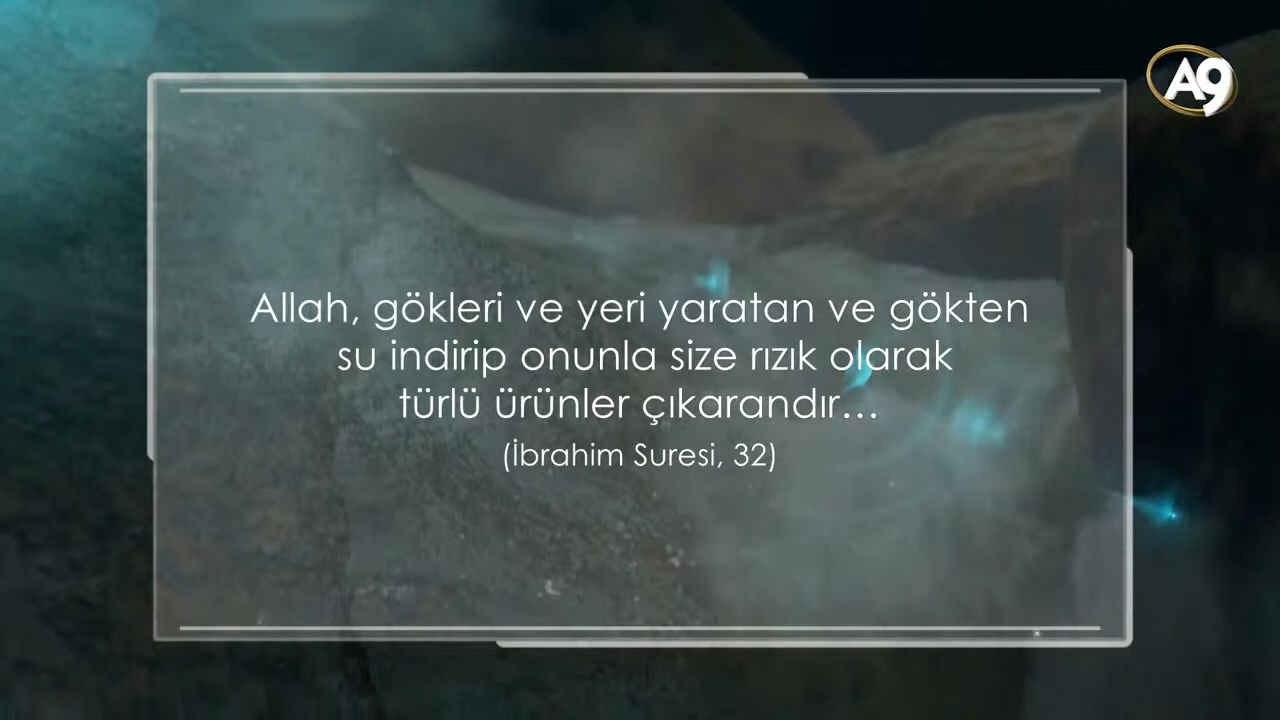 A9
Allah, gökleri ve yeri yaratan ve gökten
su indirip onunla size rızık olarak
türlü ürünler çıkarandır...
(İbrahim Suresi, 32)